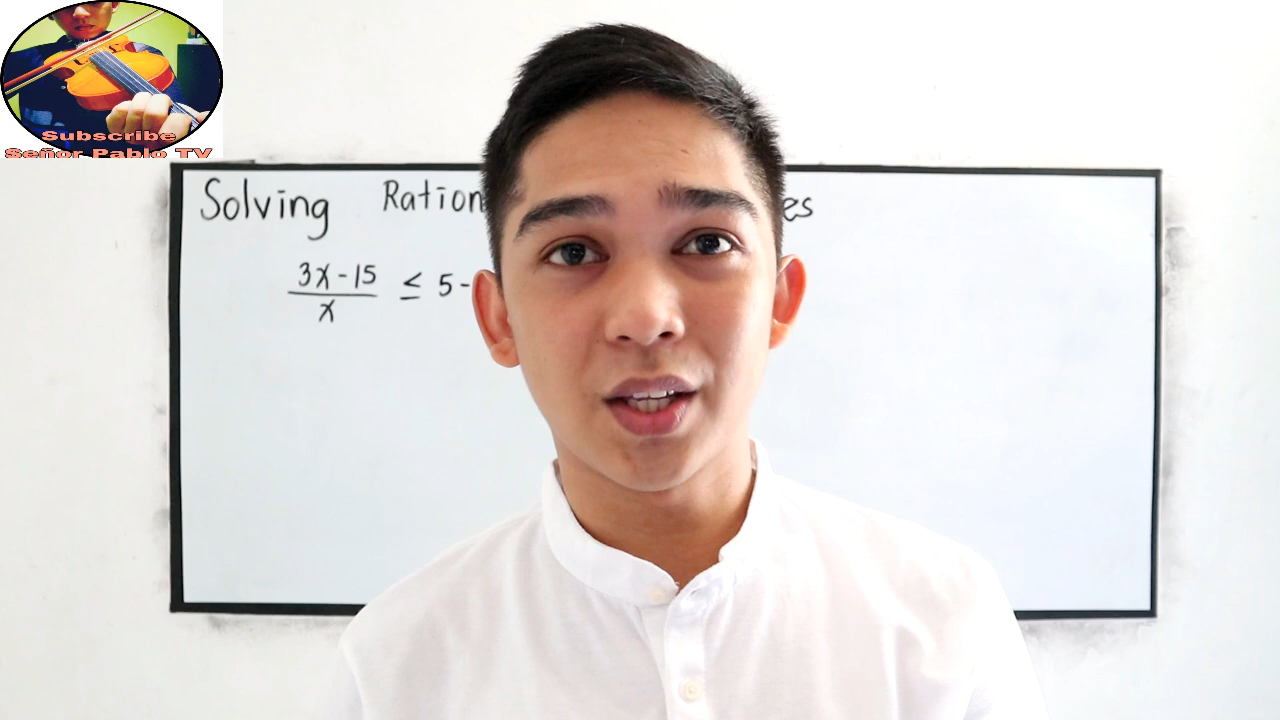 Subscribe
Señor Pablo TV
Solving Ration es
3x-15
x
≤ 5-